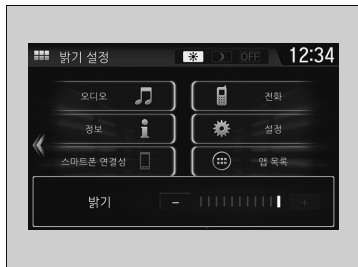 밝기 설정 OFF 12:34
오디오 전화
정보 설정
스마트폰 연결성 앱 목록
밝기 − +